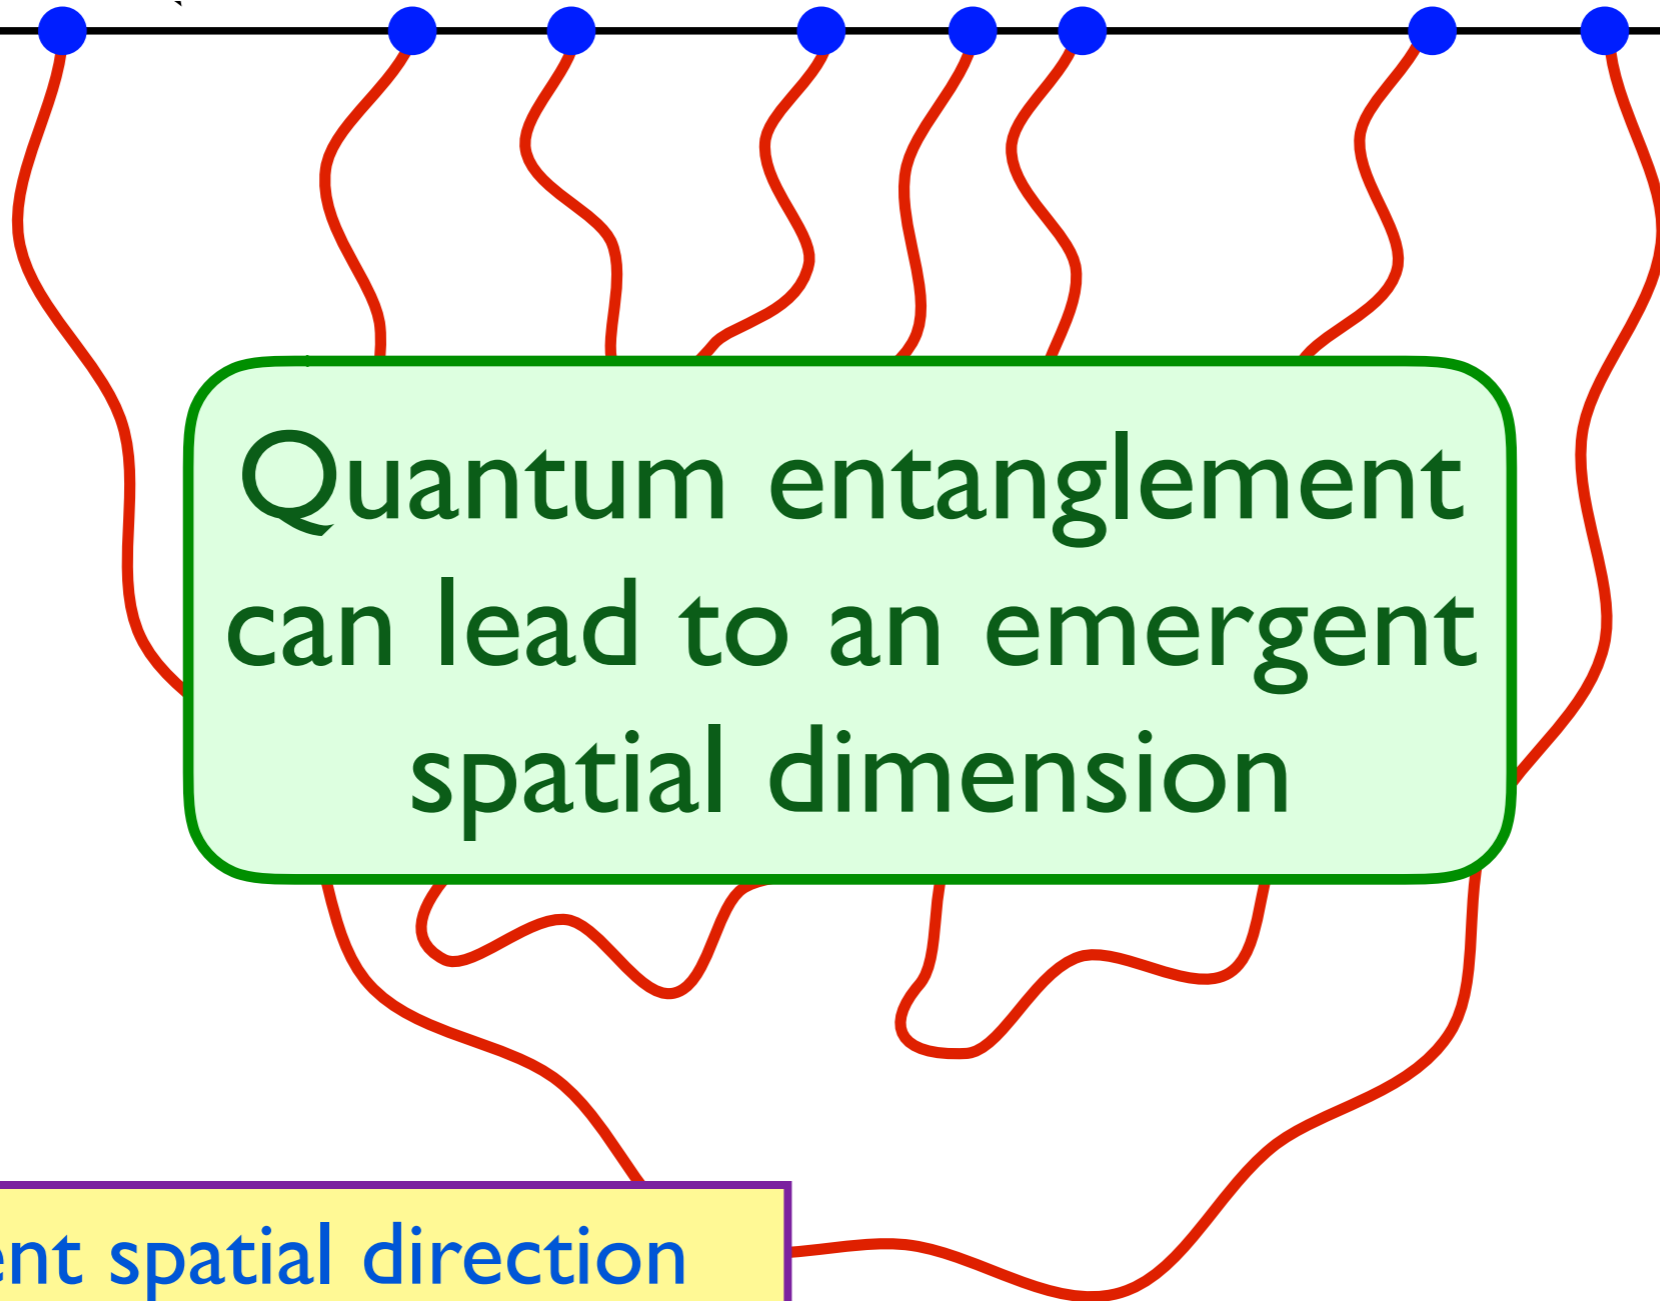 Quantum entanglement
can lead to an emergent
spatial dimension
spatial direction